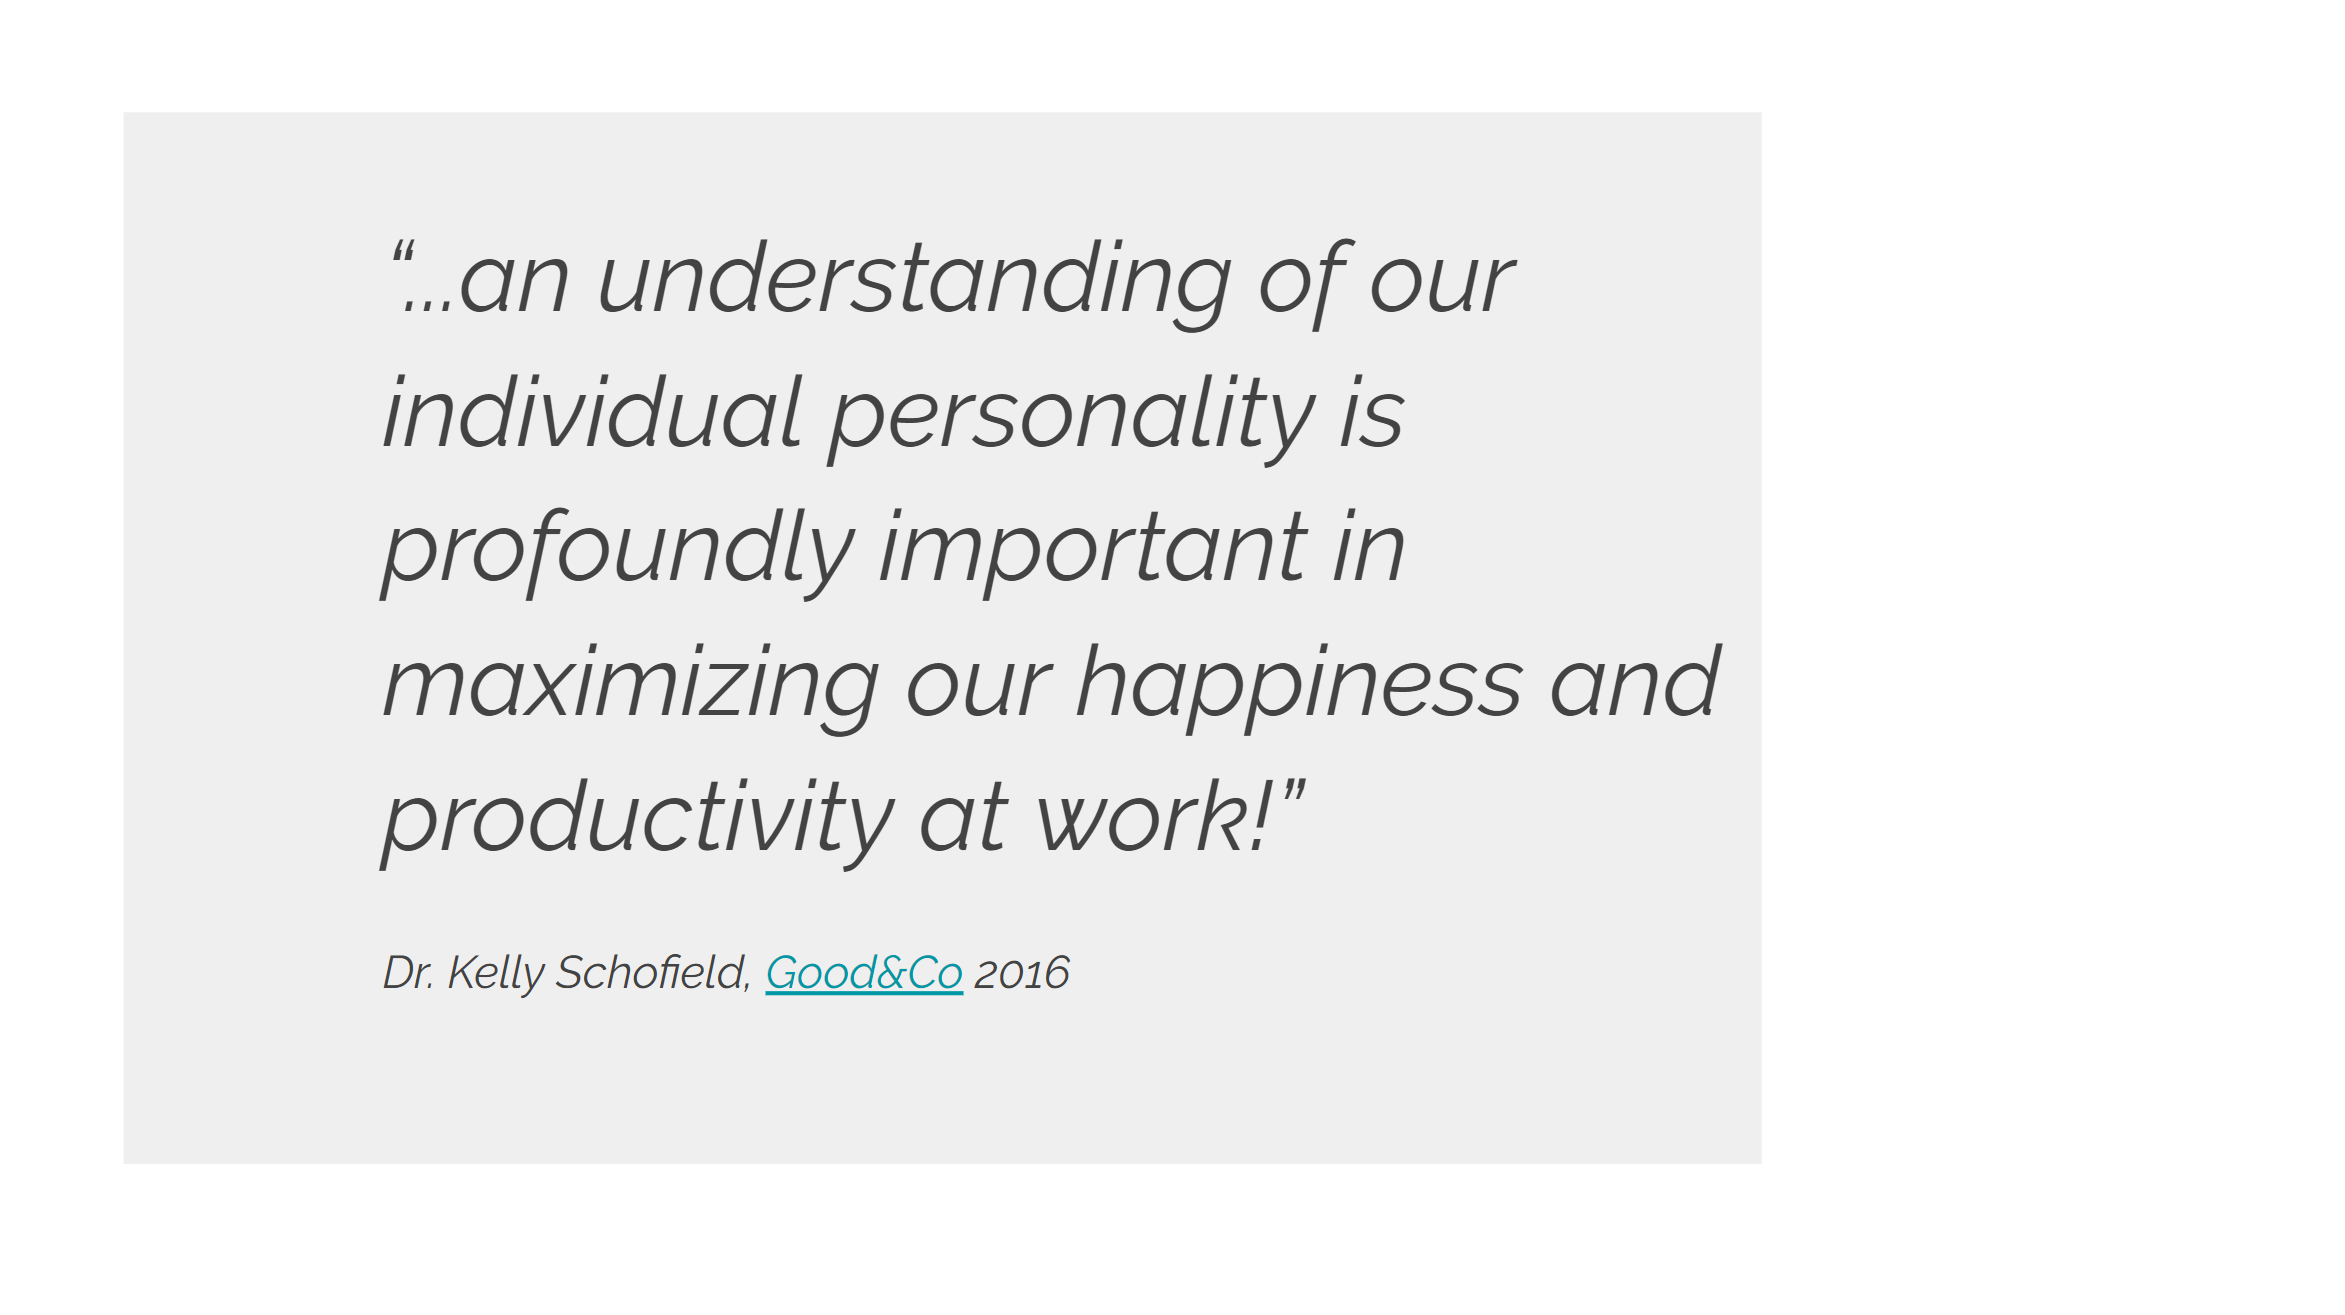 “...an understanding of our
individual personality is
profoundly important in
maximizing our happiness and
productivity at work!”
Dr. Kelly Schofield, Good&Co 2016